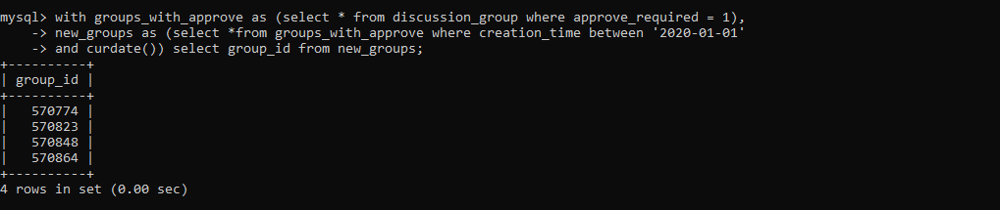 mysql> with groups_with_approve as (select * from discussion_group where approve_required = 1),
    -> new_groups as (select *from groups_with_approve where creation_time between '2020-01-01'
    -> and curdate()) select group_id from new_groups;
+----------+
| group_id |
+----------+
|   570774 |
|   570823 |
|   570848 |
|   570864 |
+----------+
4 rows in set (0.00 sec)